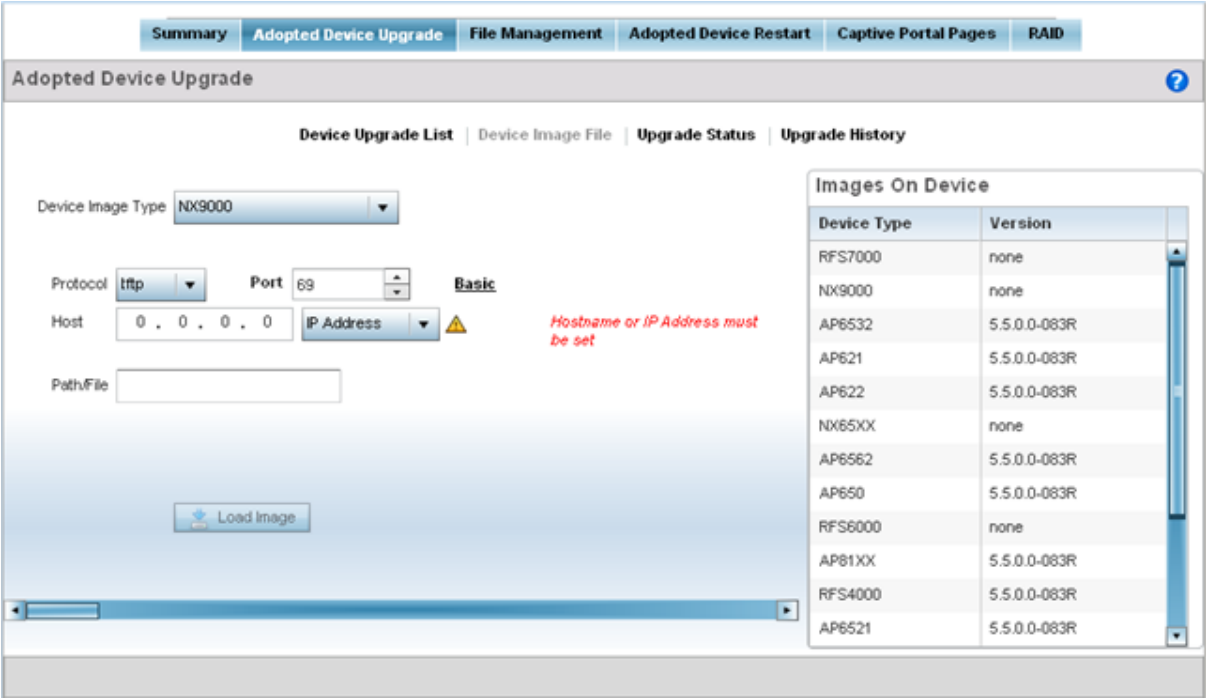 Summary Adopted Device Upgrade File Management Adopted Device Restart Captive Portal Pages RAID
Adopted Device Upgrade ?
Device Upgrade List Device Image File Upgrade Status Upgrade History
Device Image Type NX9000
Protocol tftp Port 69 Basic
Host 0 . 0 . 0 . 0 IP Address Hostname or IP Address must
be set
Path/File
Load Image
Images On Device
Device Type Version
RFS7000 none
NX9000 none
AP6532 5.5.0.0-083R
AP621 5.5.0.0-083R
AP622 5.5.0.0-083R
NX65XX none
AP6562 5.5.0.0-083R
AP650 5.5.0.0-083R
RFS6000 none
AP81XX 5.5.0.0-083R
RFS4000 5.5.0.0-083R
AP6521 5.5.0.0-083R